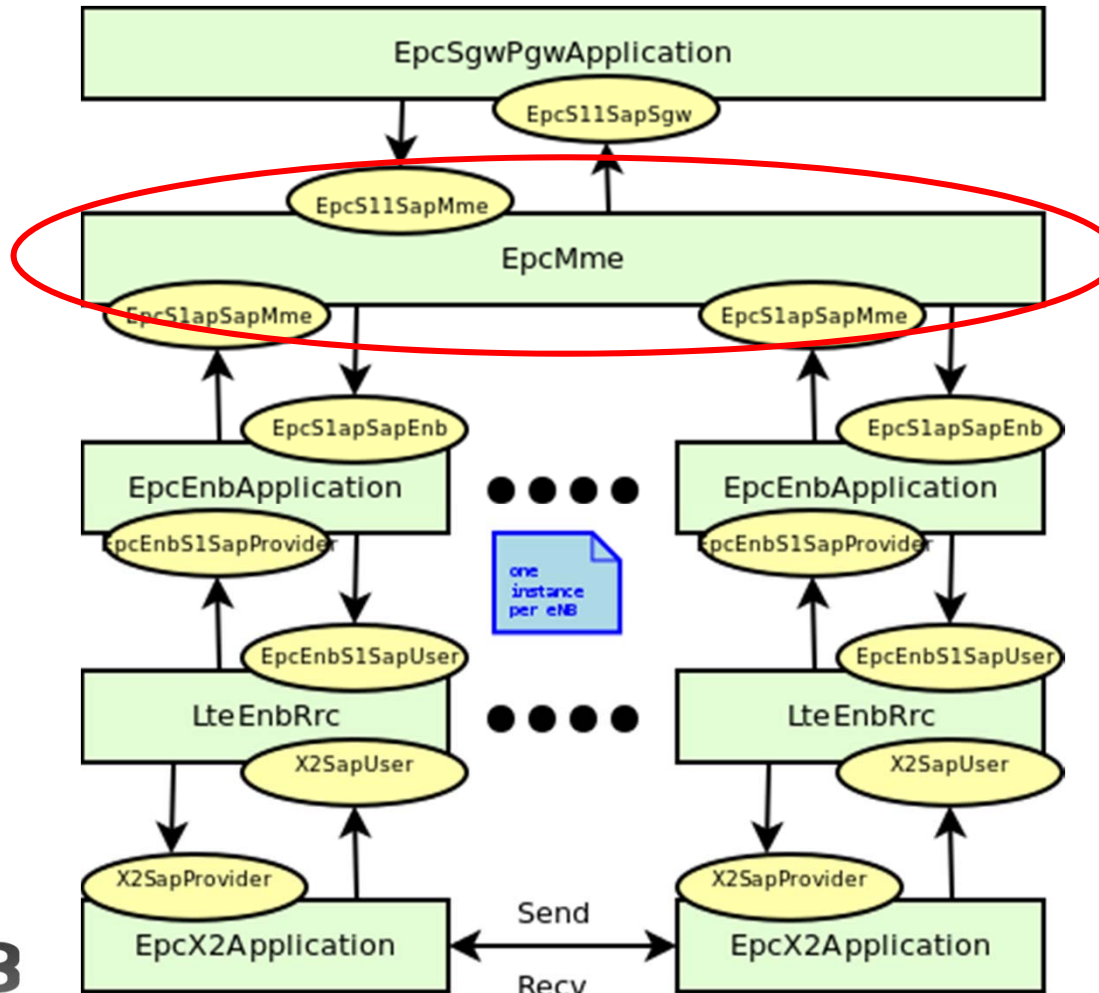 EpcSgwPgwApplication
EpcS11SapSgw
EpcS11SapMme
EpcMme
EpcS1apSapMme EpcS1apSapMme
EpcS1apSapEnb EpcS1apSapEnb
EpcEnbApplication EpcEnbApplication
EpcEnbS1SapProvider EpcEnbS1SapProvider
one
instance
per eNB
EpcEnbS1SapUser EpcEnbS1SapUser
LteEnbRrc LteEnbRrc
X2SapUser X2SapUser
X2SapProvider X2SapProvider
Send
EpcX2Application EpcX2Application
Recv